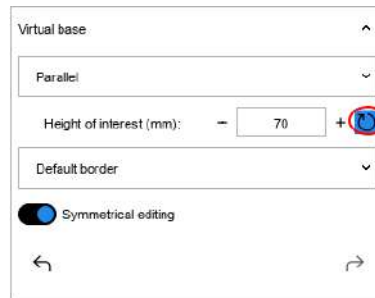 Virtual base
Parallel
Height of interest (mm): − 70 +
Default border
Symmetrical editing